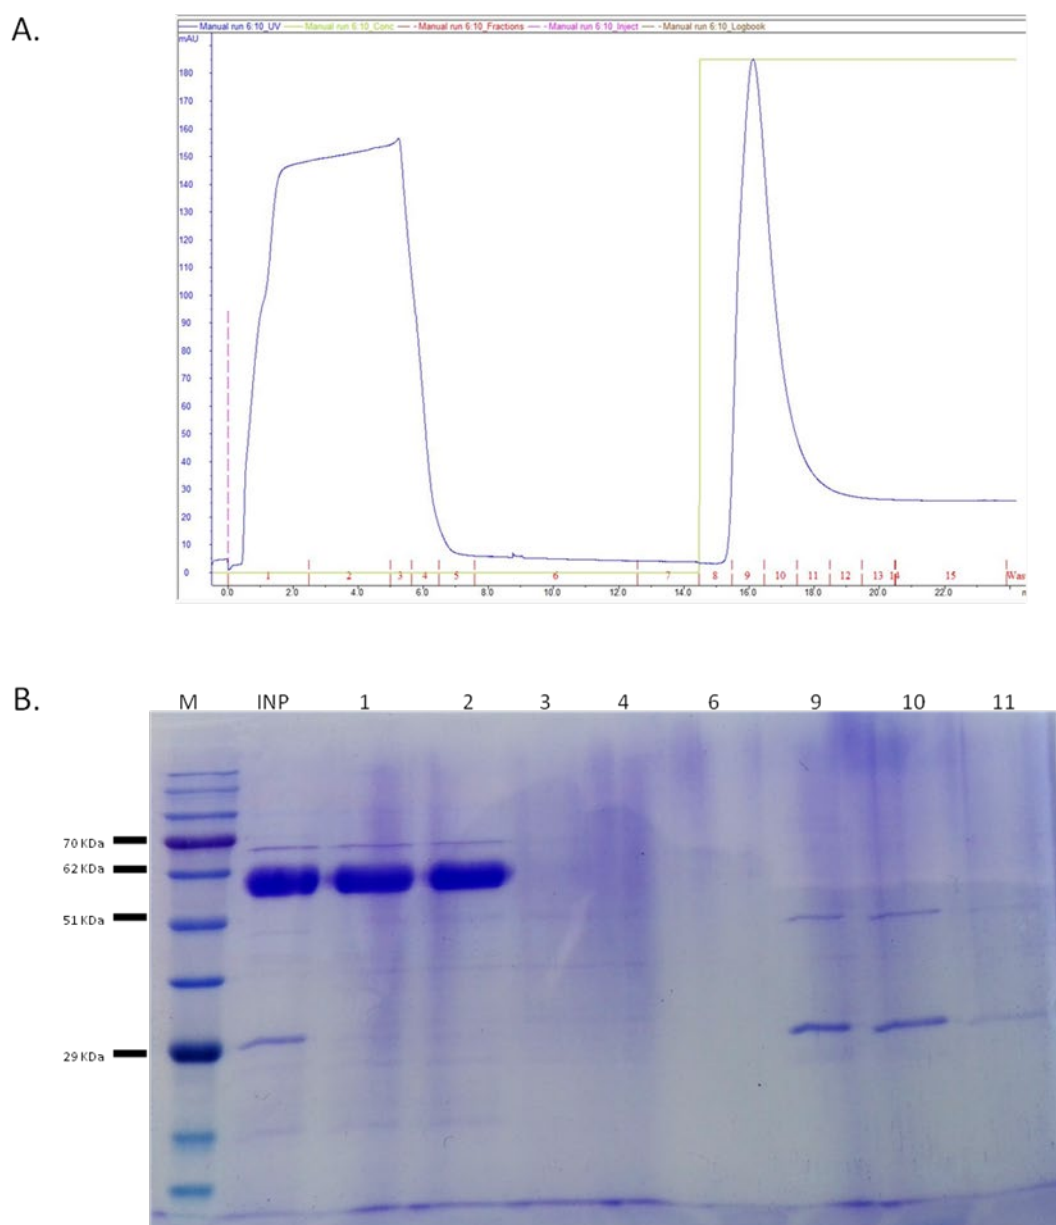 A.
Manual run 6:10_UV Manual run 6:10_Conc Manual run 6:10_Fractions Manual run 6:10_Inject Manual run 6:10_Logbook
mAU
180
170
160
150
140
130
120
110
100
90
80
70
60
50
40
30
20
10
0
1 2 3 4 5 6 7 8 9 10 11 12 13 14 15 Was
0.0 2.0 4.0 6.0 8.0 10.0 12.0 14.0 16.0 18.0 20.0 22.0
B.
M INP 1 2 3 4 6 9 10 11
70 KDa
62 KDa
51 KDa
29 KDa